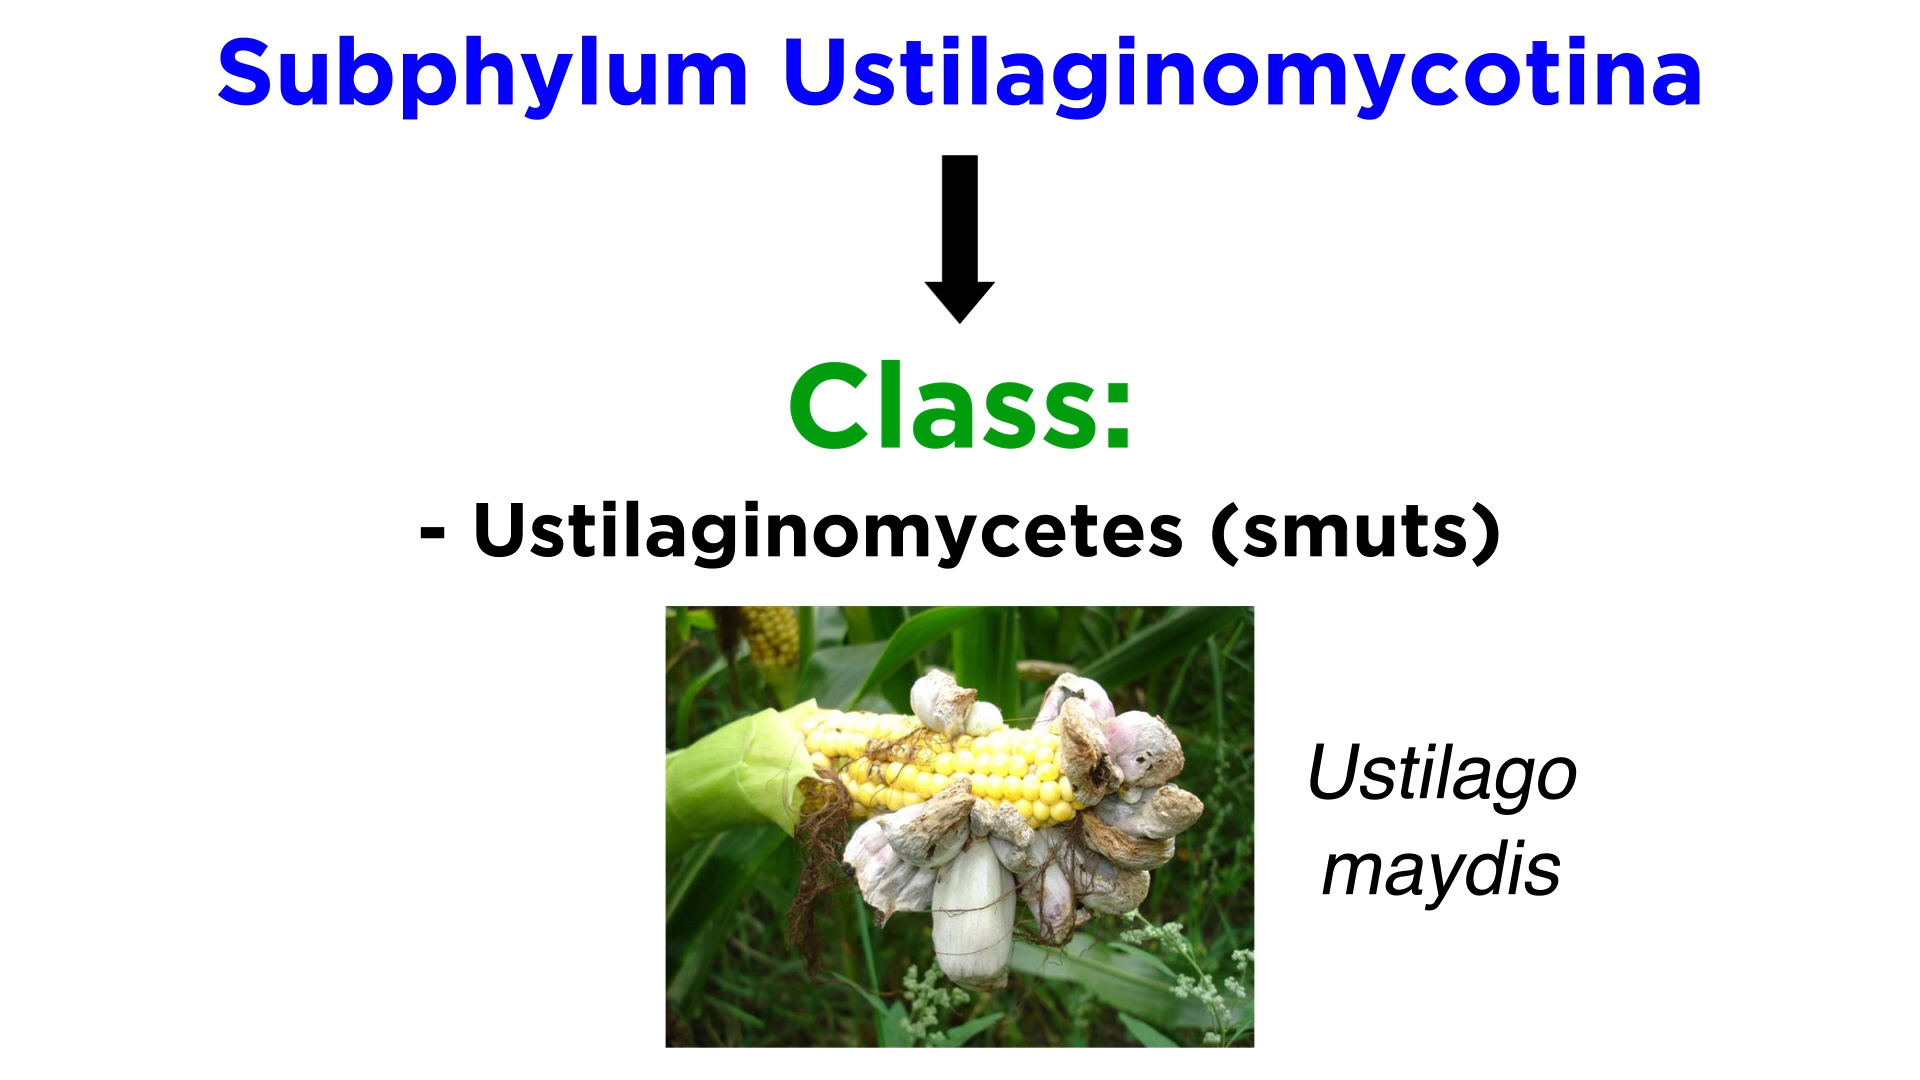 Subphylum Ustilaginomycotina
Class:
- Ustilaginomycetes (smuts)
Ustilago
maydis